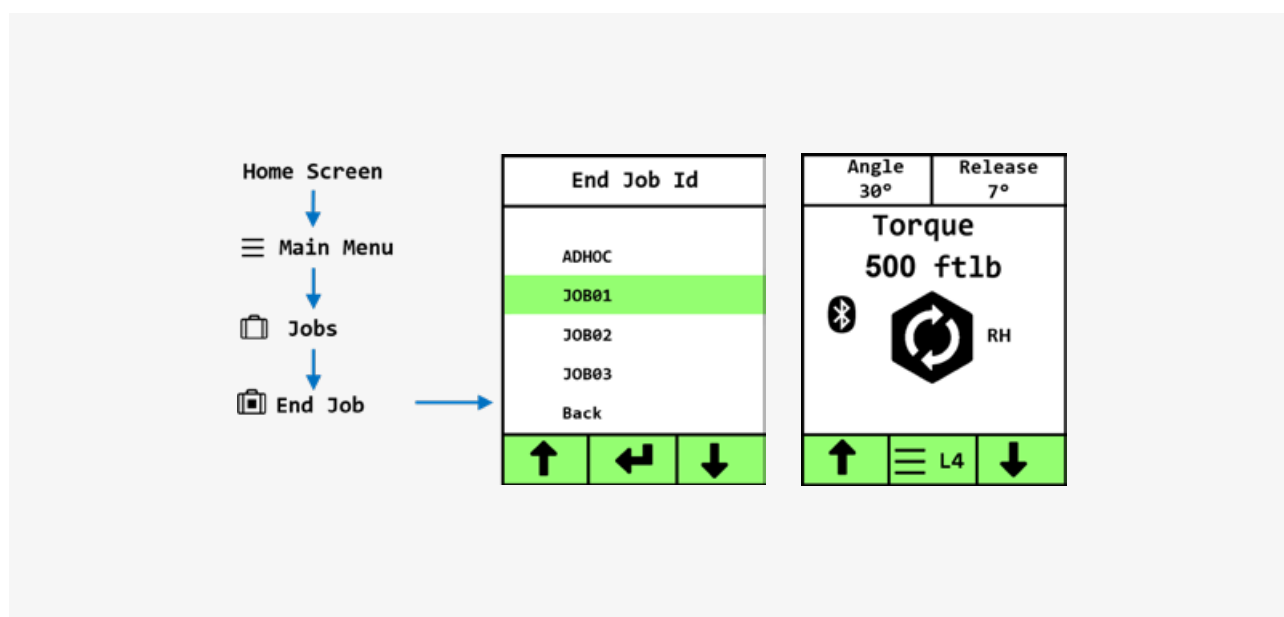 Home Screen
Main Menu
Jobs
End Job
End Job Id
ADHOC
JOB01
JOB02
JOB03
Back
Angle
30°
Release
7°
Torque
500 ftlb
RH
L4